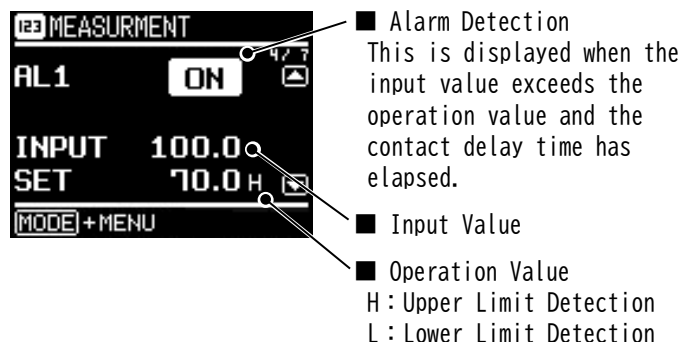 123 MEASURMENT
4/7
AL1 ON
INPUT 100.0
SET 70.0 H
MODE + MENU
■ Alarm Detection
This is displayed when the
input value exceeds the
operation value and the
contact delay time has
elapsed.
■ Input Value
■ Operation Value
H：Upper Limit Detection
L：Lower Limit Detection